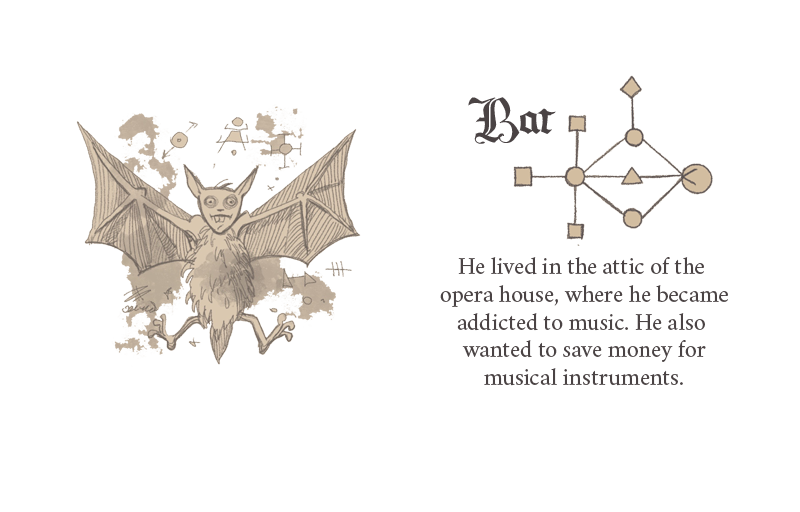 Bat
He lived in the attic of the
opera house, where he became
addicted to music. He also
wanted to save money for
musical instruments.